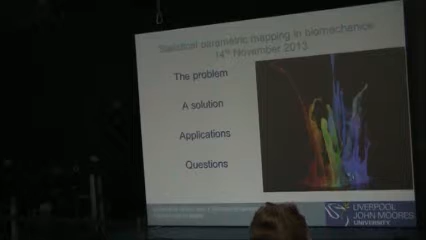 Statistical parametric mapping in biomechanics
14th November 2013
The problem
A solution
Applications
Questions
LIVERPOOL
JOHN MOORES
UNIVERSITY